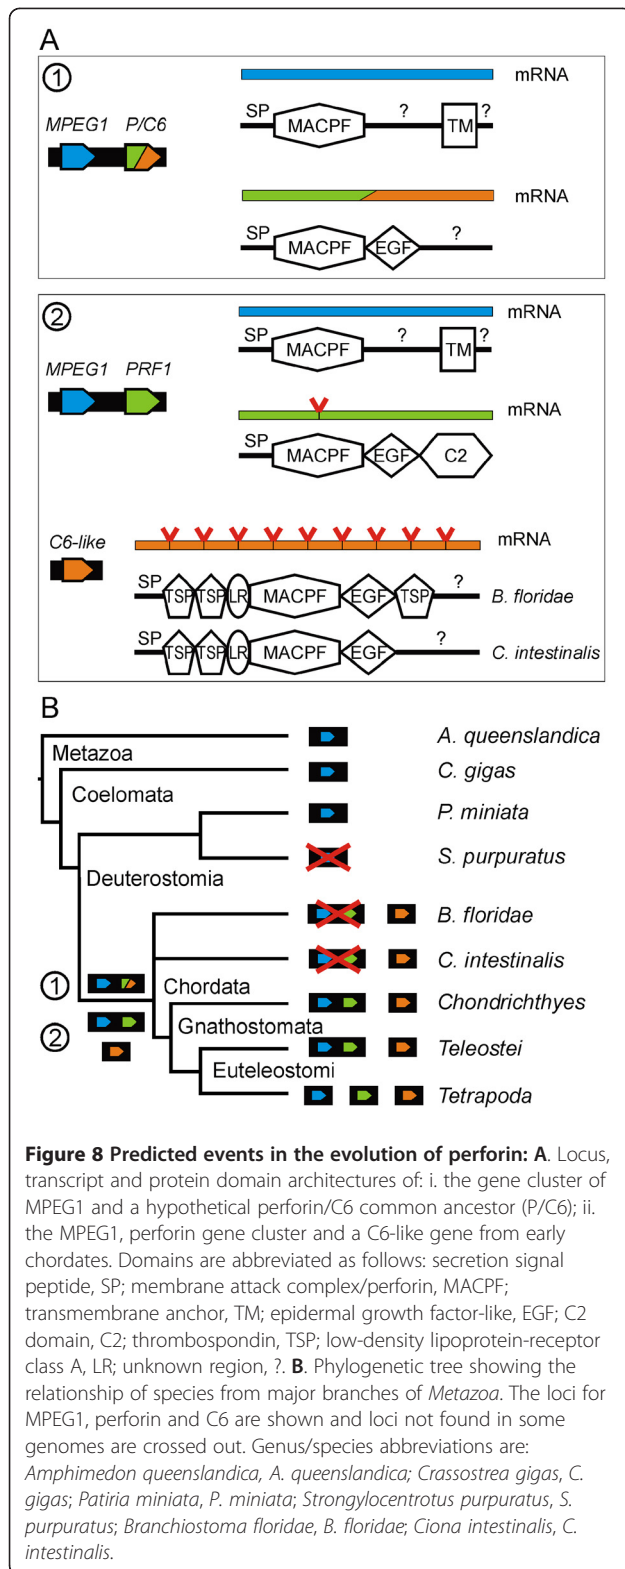 A
1
mRNA
MPEG1 P/C6
SP MACPF ? TM ?
mRNA
SP MACPF EGF ?
2
mRNA
MPEG1 PRF1
SP MACPF ? TM ?
mRNA
SP MACPF EGF C2
C6-like
mRNA
SP TSP TSP LR MACPF EGF TSP ? B. floridae
SP TSP TSP LR MACPF EGF ? C. intestinalis
B
A. queenslandica
Metazoa
C. gigas
Coelomata
P. miniata
S. purpuratus
Deuterostomia
B. floridae
C. intestinalis
1
Chordata
Chondrichthyes
Gnathostomata
2
Teleostei
Euteleostomi
Tetrapoda
Figure 8 Predicted events in the evolution of perforin: A. Locus,
transcript and protein domain architectures of: i. the gene cluster of
MPEG1 and a hypothetical perforin/C6 common ancestor (P/C6); ii.
the MPEG1, perforin gene cluster and a C6-like gene from early
chordates. Domains are abbreviated as follows: secretion signal
peptide, SP; membrane attack complex/perforin, MACPF;
transmembrane anchor, TM; epidermal growth factor-like, EGF; C2
domain, C2; thrombospondin, TSP; low-density lipoprotein-receptor
class A, LR; unknown region, ?. B. Phylogenetic tree showing the
relationship of species from major branches of Metazoa. The loci for
MPEG1, perforin and C6 are shown and loci not found in some
genomes are crossed out. Genus/species abbreviations are:
Amphimedon queenslandica, A. queenslandica; Crassostrea gigas, C.
gigas; Patiria miniata, P. miniata; Strongylocentrotus purpuratus, S.
purpuratus; Branchiostoma floridae, B. floridae; Ciona intestinalis, C.
intestinalis.